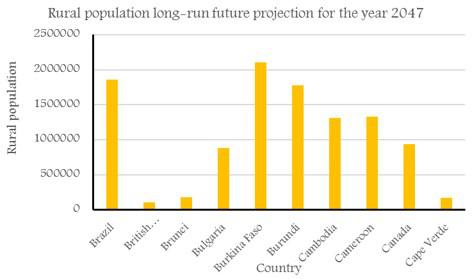 Rural population long-run future projection for the year 2047
2500000
2000000
1500000
1000000
500000
0
Rural population
Brazil
British...
Brunei
Bulgaria
Burkina Faso
Burundi
Cambodia
Cameroon
Canada
Cape Verde
Country